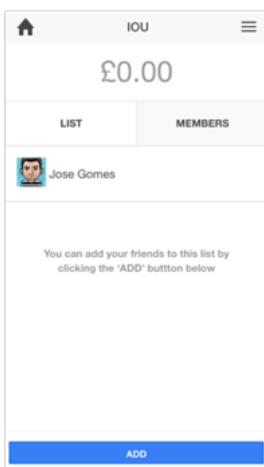 IOU
£0.00
LIST MEMBERS
Jose Gomes
You can add your friends to this list by
clicking the ‘ADD’ buttton below
ADD